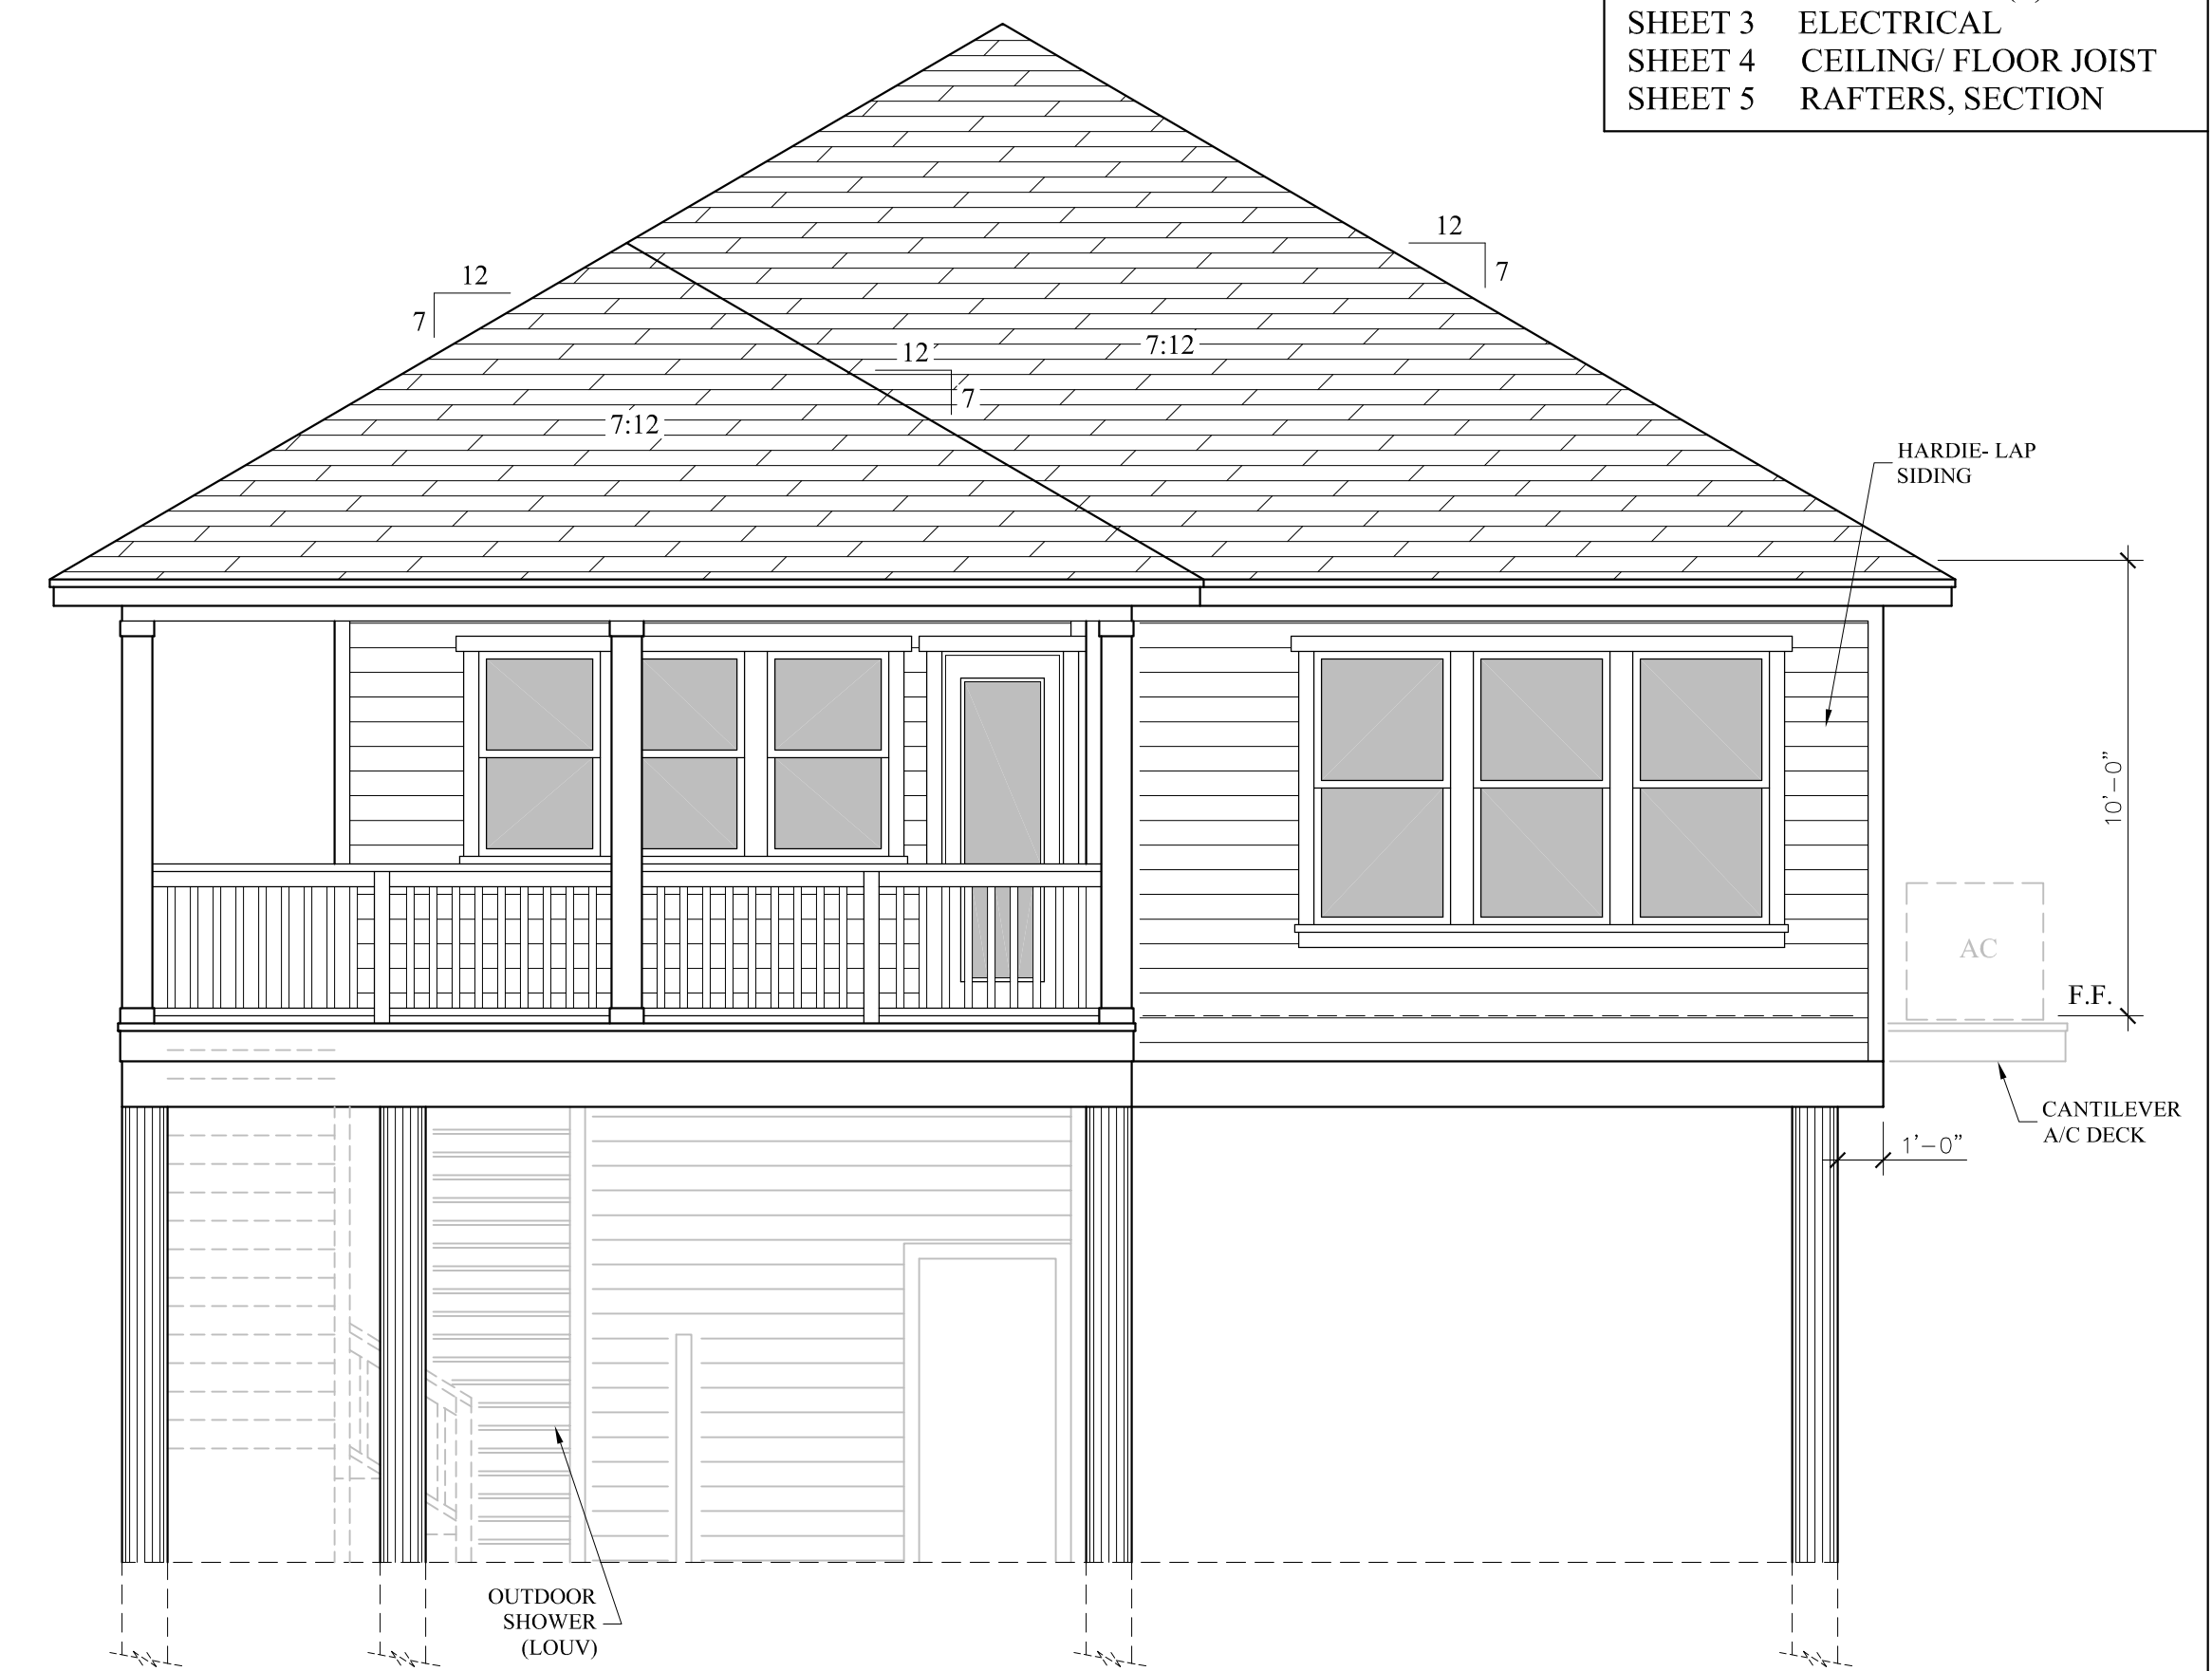 SHEET 3 ELECTRICAL
SHEET 4 CEILING/ FLOOR JOIST
SHEET 5 RAFTERS, SECTION
12
7
12
7
12
7
7:12
7:12
HARDIE- LAP
SIDING
10'-0"
AC
F.F.
CANTILEVER
A/C DECK
1'-0"
OUTDOOR
SHOWER
(LOUV)